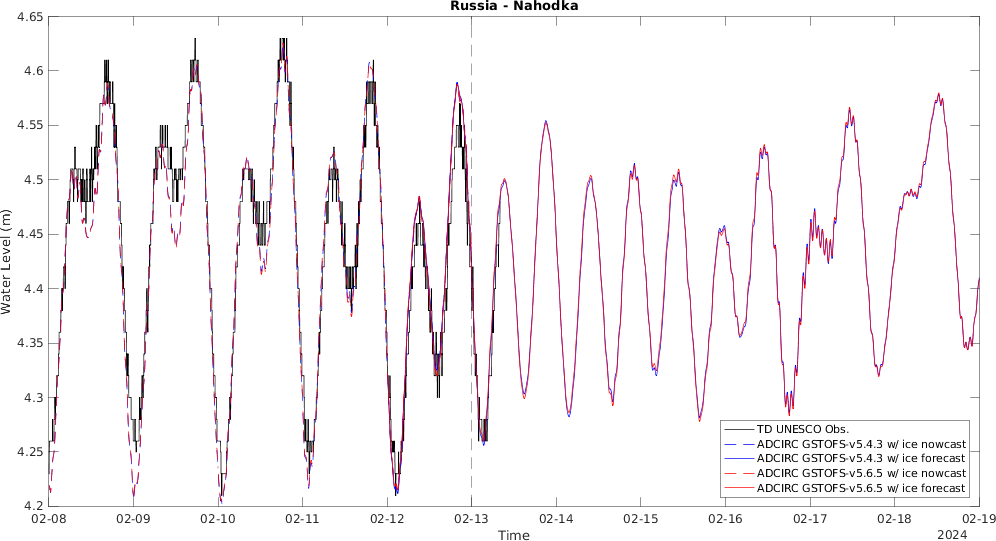 Russia - Nahodka
4.65
4.6
4.55
4.5
4.45
4.4
4.35
4.3
4.25
4.2
Water Level (m)
TD UNESCO Obs.
ADCIRC GSTOFS-v5.4.3 w/ ice nowcast
ADCIRC GSTOFS-v5.4.3 w/ ice forecast
ADCIRC GSTOFS-v5.6.5 w/ ice nowcast
ADCIRC GSTOFS-v5.6.5 w/ ice forecast
02-08 02-09 02-10 02-11 02-12 02-13 02-14 02-15 02-16 02-17 02-18 02-19
Time
2024